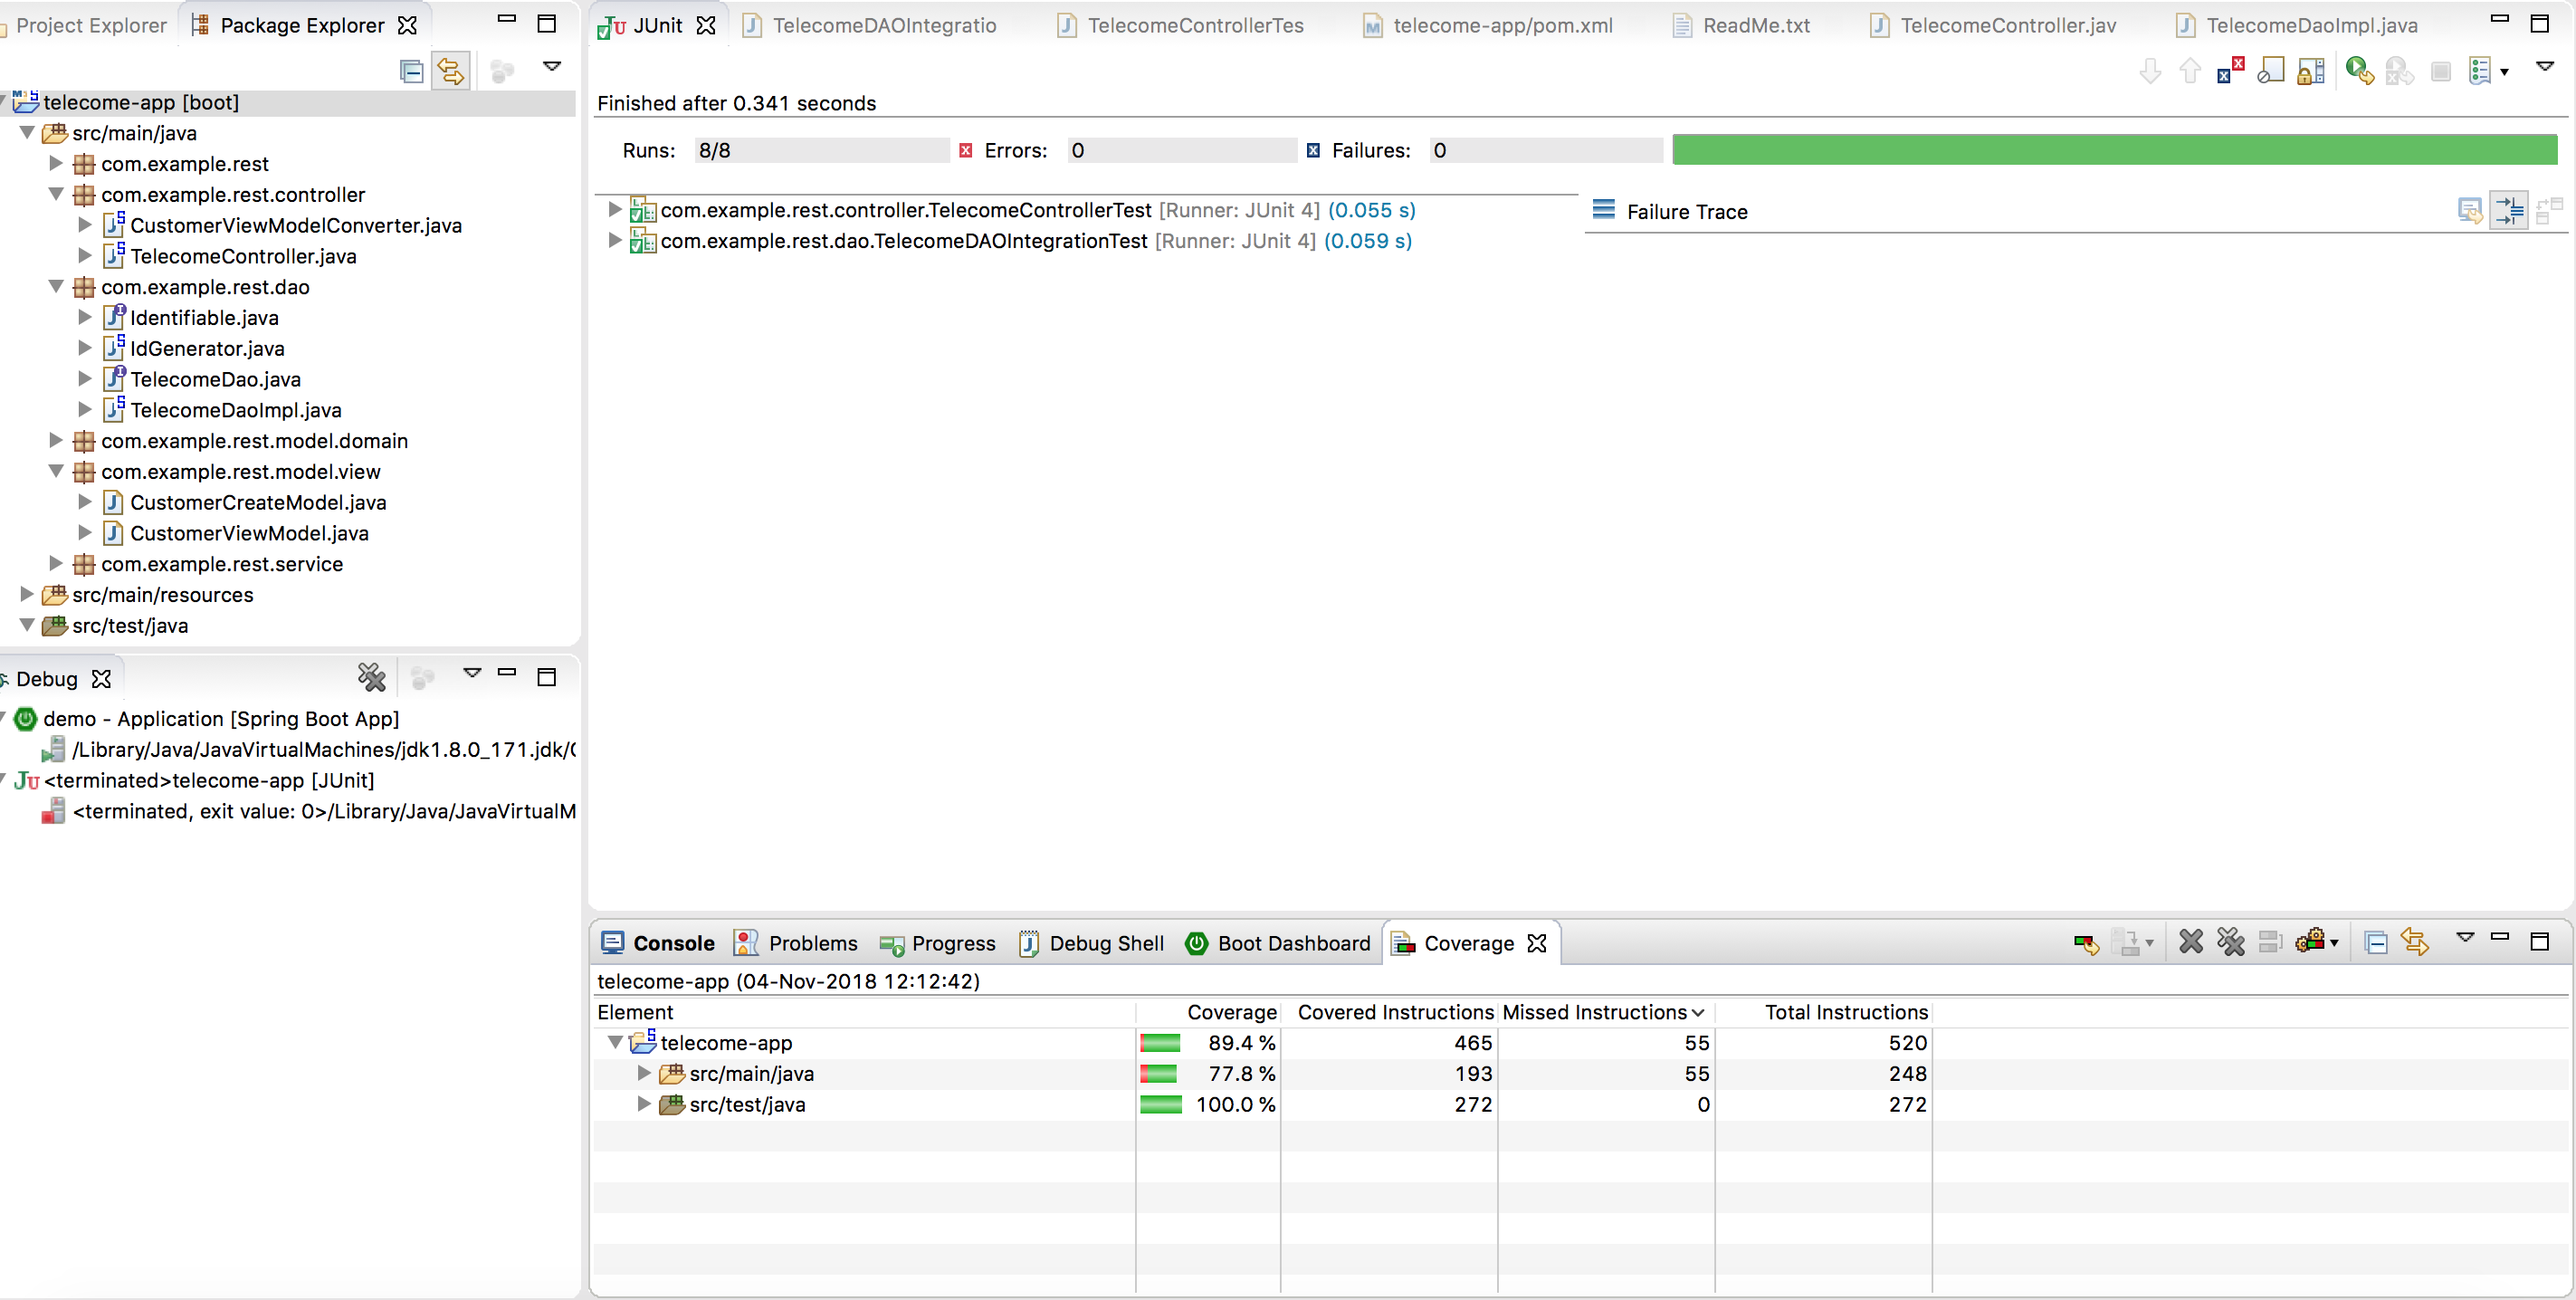 Project Explorer
Package Explorer
telecome-app [boot]
src/main/java
com.example.rest
com.example.rest.controller
CustomerViewModelConverter.java
TelecomeController.java
com.example.rest.dao
Identifiable.java
IdGenerator.java
TelecomeDao.java
TelecomeDaoImpl.java
com.example.rest.model.domain
com.example.rest.model.view
CustomerCreateModel.java
CustomerViewModel.java
com.example.rest.service
src/main/resources
src/test/java
Debug
demo - Application [Spring Boot App]
/Library/Java/JavaVirtualMachines/jdk1.8.0_171.jdk/
<terminated>telecome-app [JUnit]
<terminated, exit value: 0>/Library/Java/JavaVirtualM
JUnit
TelecomeDAOIntegratio
TelecomeControllerTes
telecome-app/pom.xml
ReadMe.txt
TelecomeController.jav
TelecomeDaoImpl.java
Finished after 0.341 seconds
Runs: 8/8 Errors: 0 Failures: 0
com.example.rest.controller.TelecomeControllerTest [Runner: JUnit 4] (0.055 s)
com.example.rest.dao.TelecomeDAOIntegrationTest [Runner: JUnit 4] (0.059 s)
Failure Trace
Console Problems Progress Debug Shell Boot Dashboard Coverage
telecome-app (04-Nov-2018 12:12:42)
Element Coverage Covered Instructions Missed Instructions Total Instructions
telecome-app 89.4 % 465 55 520
src/main/java 77.8 % 193 55 248
src/test/java 100.0 % 272 0 272